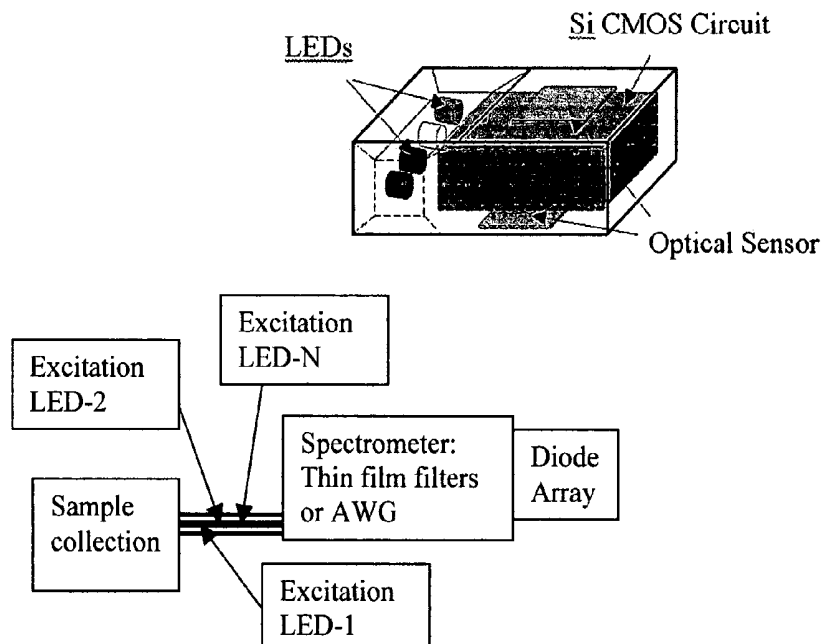 Si CMOS Circuit
LEDs
Optical Sensor
Excitation
LED-N
Excitation
LED-2
Spectrometer:
Thin film filters
or AWG
Diode
Array
Sample
collection
Excitation
LED-1